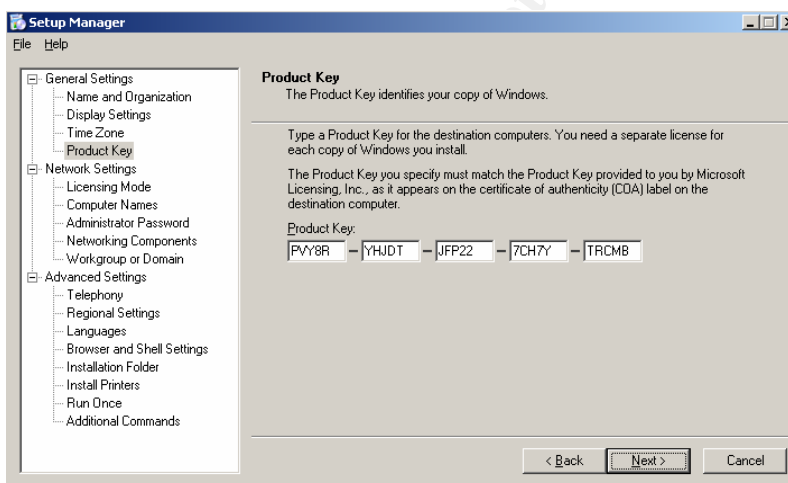 Setup Manager
File Help
General Settings
Name and Organization
Display Settings
Time Zone
Product Key
Network Settings
Licensing Mode
Computer Names
Administrator Password
Networking Components
Workgroup or Domain
Advanced Settings
Telephony
Regional Settings
Languages
Browser and Shell Settings
Installation Folder
Install Printers
Run Once
Additional Commands
Product Key
The Product Key identifies your copy of Windows.
Type a Product Key for the destination computers. You need a separate license for
each copy of Windows you install.
The Product Key you specify must match the Product Key provided to you by Microsoft
Licensing, Inc., as it appears on the certificate of authenticity (COA) label on the
destination computer.
Product Key:
PVY8R – YHJDT – JFP22 – 7CH7Y – TRCMB
< Back Next > Cancel